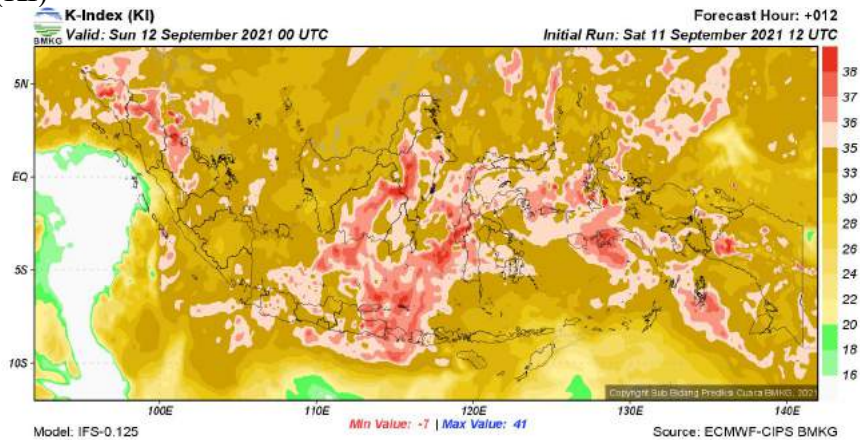 (KI)
K-Index (KI) Forecast Hour: +012
BMKG Valid: Sun 12 September 2021 00 UTC Initial Run: Sat 11 September 2021 12 UTC
5N
EQ
5S
10S
38
37
36
35
33
30
28
26
24
22
20
18
16
Copyright Sub Bidang Prediksi Cuaca BMKG, 2021
100E 110E 120E 130E 140E
Model: IFS-0.125 Min Value: -7 | Max Value: 41 Source: ECMWF-CIPS BMKG